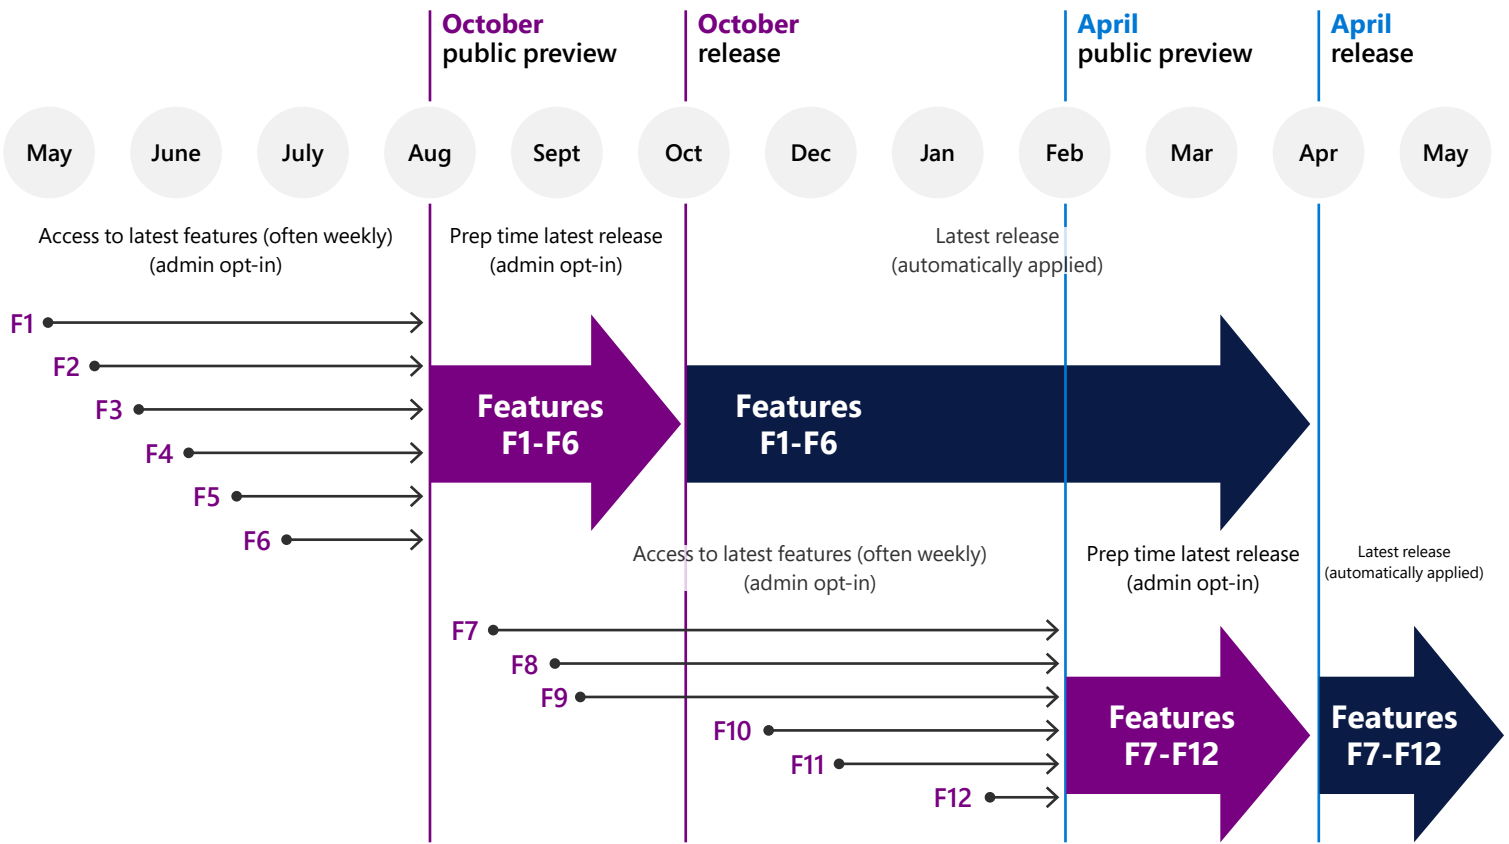 October
public preview
October
release
April
public preview
April
release
May
June
July
Aug
Sept
Oct
Dec
Jan
Feb
Mar
Apr
May
Access to latest features (often weekly)
(admin opt-in)
Prep time latest release
(admin opt-in)
Latest release
(automatically applied)
F1
F2
F3
F4
F5
F6
Features
F1-F6
Features
F1-F6
Access to latest features (often weekly)
(admin opt-in)
Prep time latest release
(admin opt-in)
Latest release
(automatically applied)
F7
F8
F9
F10
F11
F12
Features
F7-F12
Features
F7-F12